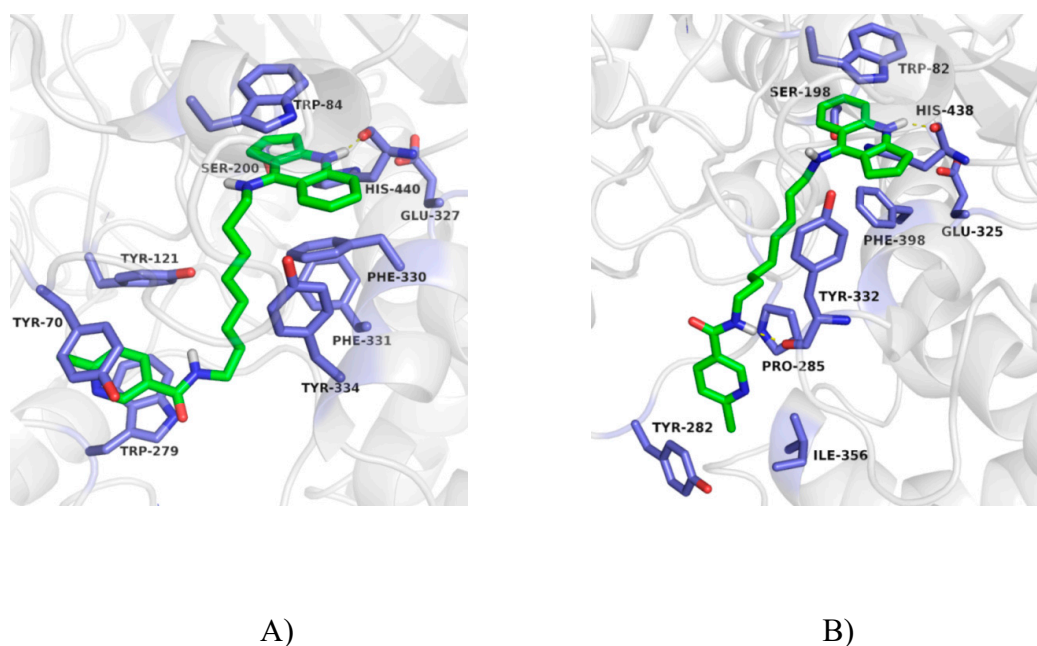 TRP-84
SER-200
HIS-440
GLU-327
TYR-121
PHE-330
TYR-70
PHE-331
TYR-334
TRP-279
A)
TRP-82
SER-198
HIS-438
PHE-398
GLU-325
TYR-332
PRO-285
TYR-282
ILE-356
B)